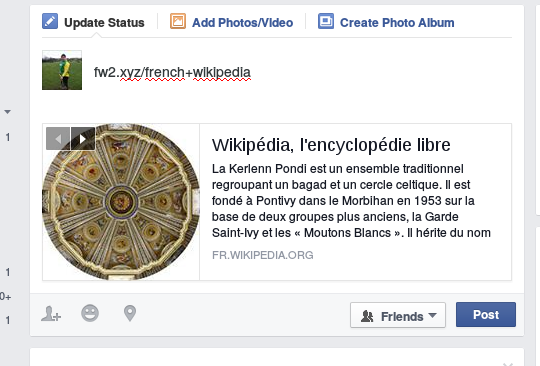 Update Status Add Photos/Video Create Photo Album
fw2.xyz/french+wikipedia
1
Wikipédia, l'encyclopédie libre
La Kerlenn Pondi est un ensemble traditionnel
regroupant un bagad et un cercle celtique. Il est
fondé à Pontivy dans le Morbihan en 1953 sur la
base de deux groupes plus anciens, la Garde
Saint-Ivy et les « Moutons Blancs ». Il hérite du nom
FR.WIKIPEDIA.ORG
1
0+
1
Friends Post